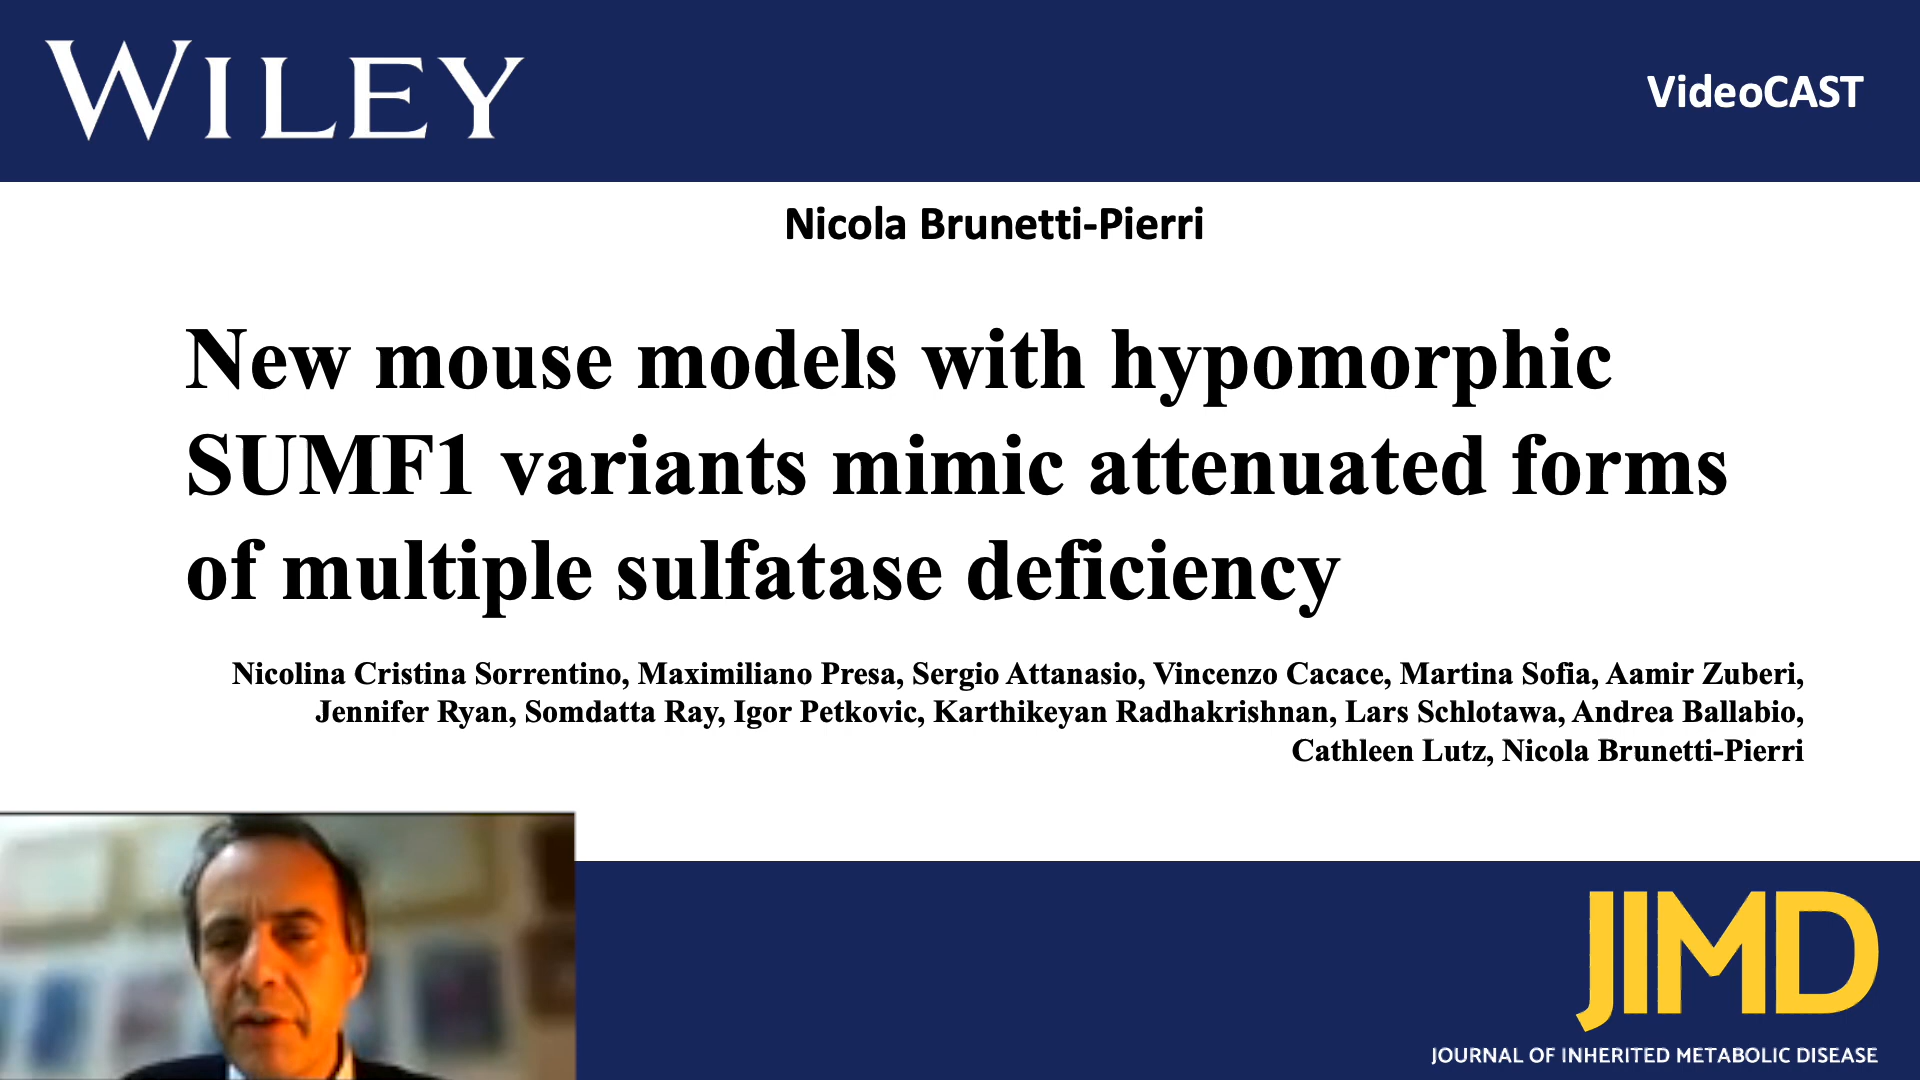 WILEY
VideoCAST
Nicola Brunetti-Pierri
New mouse models with hypomorphic
SUMF1 variants mimic attenuated forms
of multiple sulfatase deficiency
Nicolina Cristina Sorrentino, Maximiliano Presa, Sergio Attanasio, Vincenzo Cacace, Martina Sofia, Aamir Zuberi,
Jennifer Ryan, Somdatta Ray, Igor Petkovic, Karthikeyan Radhakrishnan, Lars Schlotawa, Andrea Ballabio,
Cathleen Lutz, Nicola Brunetti-Pierri
JIMD
JOURNAL OF INHERITED METABOLIC DISEASE